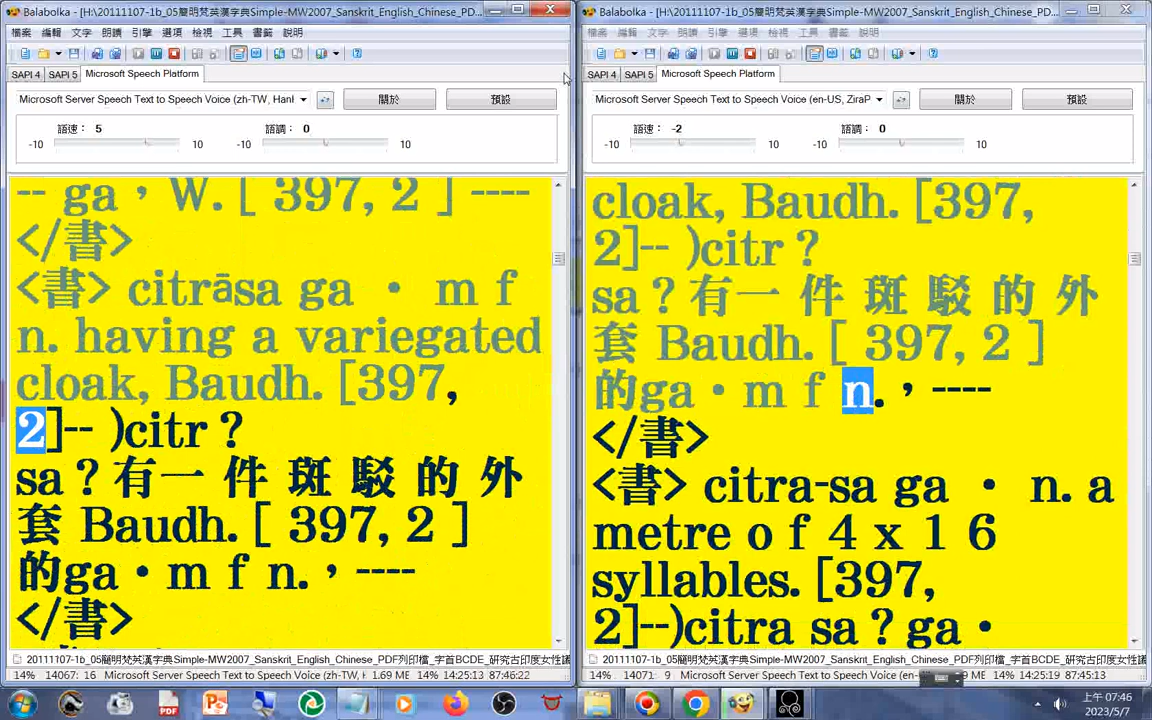 Balabolka - [H:\20111107-1b_05簡明梵英漢字典Simple-MW2007_Sanskrit_English_Chinese_PD...
檔案 編輯 文字 朗讀 引擎 選項 檢視 工具 書籤 說明
SAPI 4 SAPI 5 Microsoft Speech Platform
Microsoft Server Speech Text to Speech Voice (zh-TW, HanI 關於 預設
語速: 5 語調: 0
-10 10 -10 10
-- ga，W. [ 397, 2 ] ----
</書>
<書> citrāsa ga ‧ m f
n. having a variegated
cloak, Baudh. [397,
2]-- )citr？
sa？有一 件 斑 駁 的 外
套 Baudh. [ 397, 2 ]
的ga‧m f n.，----
</書>
20111107-1b_05簡明梵英漢字典Simple-MW2007_Sanskrit_English_Chinese_PDF列印檔_字首BCDE_研究古印度女性議
14% 14067: 16 Microsoft Server Speech Text to Speech Voice (zh-TW, H 1.69 MB 14% 14:25:13 87:46:22
Balabolka - [H:\20111107-1b_05簡明梵英漢字典Simple-MW2007_Sanskrit_English_Chinese_PD...
檔案 編輯 文字 朗讀 引擎 選項 檢視 工具 書籤 說明
SAPI 4 SAPI 5 Microsoft Speech Platform
Microsoft Server Speech Text to Speech Voice (en-US, ZiraP 關於 預設
語速: -2 語調: 0
-10 10 -10 10
cloak, Baudh. [397,
2]-- )citr？
sa？有一 件 斑 駁 的 外
套 Baudh. [ 397, 2 ]
的ga‧m f n.，----
</書>
<書> citra-sa ga ‧ n. a
metre o f 4 x 1 6
syllables. [397,
2]--)citra sa？ga‧
20111107-1b_05簡明梵英漢字典Simple-MW2007_Sanskrit_English_Chinese_PDF列印檔_字首BCDE_研究古印度女性議
14% 14071: 9 Microsoft Server Speech Text to Speech Voice (en-US 14% 14:25:19 87:45:13
上午 07:46
2023/5/7